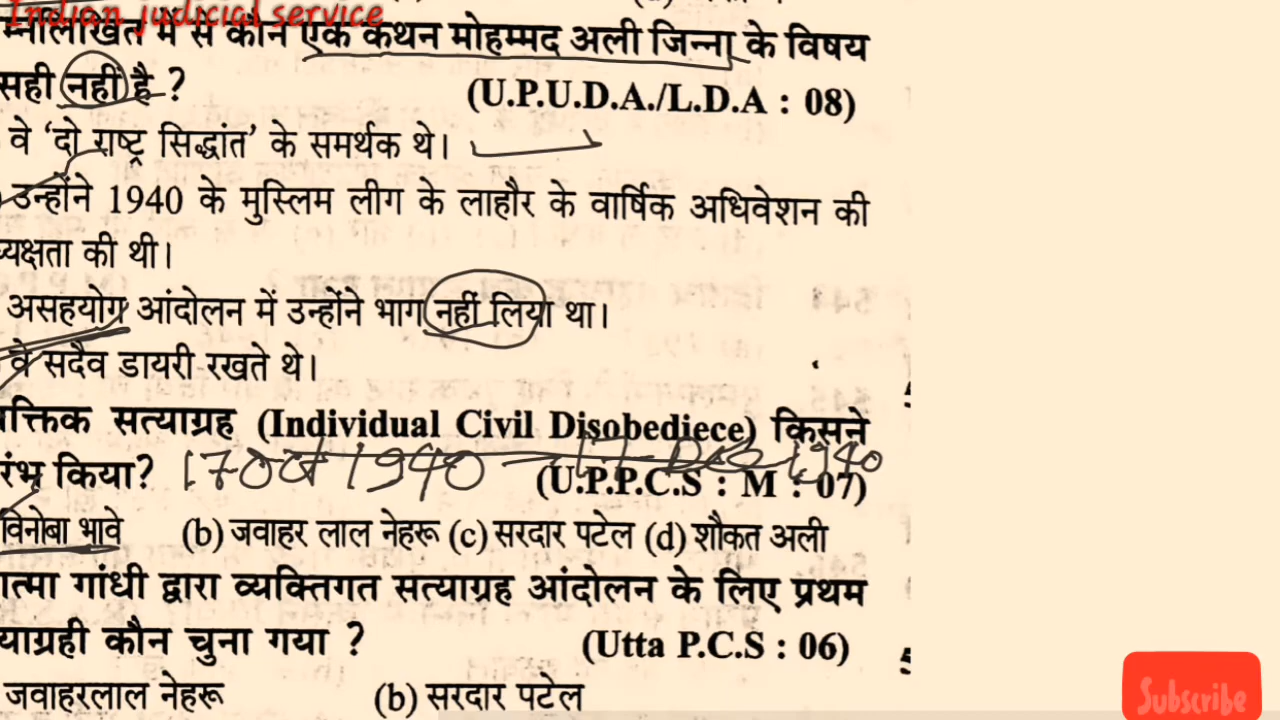 Indian judicial service
म्नलिखित में से कौन एक कथन मोहम्मद अली जिन्ना के विषय
सही नहीं है ? (U.P.U.D.A./L.D.A : 08)
वे ‘दो राष्ट्र सिद्धांत’ के समर्थक थे।
उन्होंने 1940 के मुस्लिम लीग के लाहौर के वार्षिक अधिवेशन की
ध्यक्षता की थी।
असहयोग आंदोलन में उन्होंने भाग नहीं लिया था।
वे सदैव डायरी रखते थे।
क्तिक सत्याग्रह (Individual Civil Disobediece) किसने
रंभ किया? 17 Oct 1940 — 17 Dec 1940 (U.P.P.C.S : M : 07)
विनोबा भावे (b) जवाहर लाल नेहरू (c) सरदार पटेल (d) शौकत अली
त्मा गांधी द्वारा व्यक्तिगत सत्याग्रह आंदोलन के लिए प्रथम
याग्रही कौन चुना गया ? (Utta P.C.S : 06)
जवाहरलाल नेहरू (b) सरदार पटेल
Subscribe